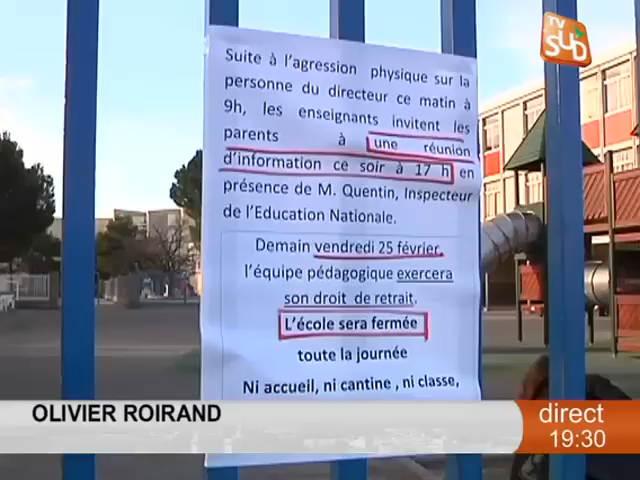 TV
SUD
Suite à l'agression physique sur la
personne du directeur ce matin à
9h, les enseignants invitent les
parents à une réunion
d'information ce soir à 17 h en
présence de M. Quentin, Inspecteur
de l'Education Nationale.
Demain vendredi 25 février,
l'équipe pédagogique exercera
son droit de retrait.
L'école sera fermée
toute la journée
Ni accueil, ni cantine , ni classe,
OLIVIER ROIRAND
direct
19:30